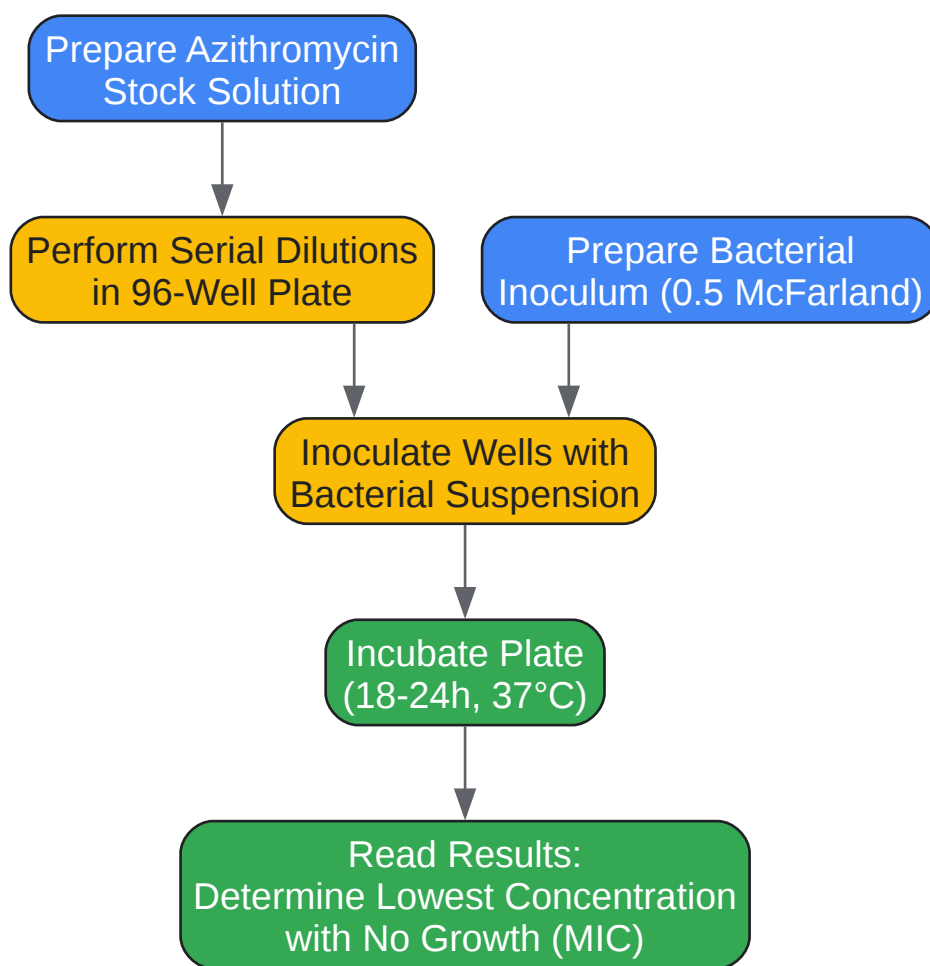 Prepare Azithromycin
Stock Solution
Perform Serial Dilutions
in 96-Well Plate
Prepare Bacterial
Inoculum (0.5 McFarland)
Inoculate Wells with
Bacterial Suspension
Incubate Plate
(18-24h, 37°C)
Read Results:
Determine Lowest Concentration
with No Growth (MIC)